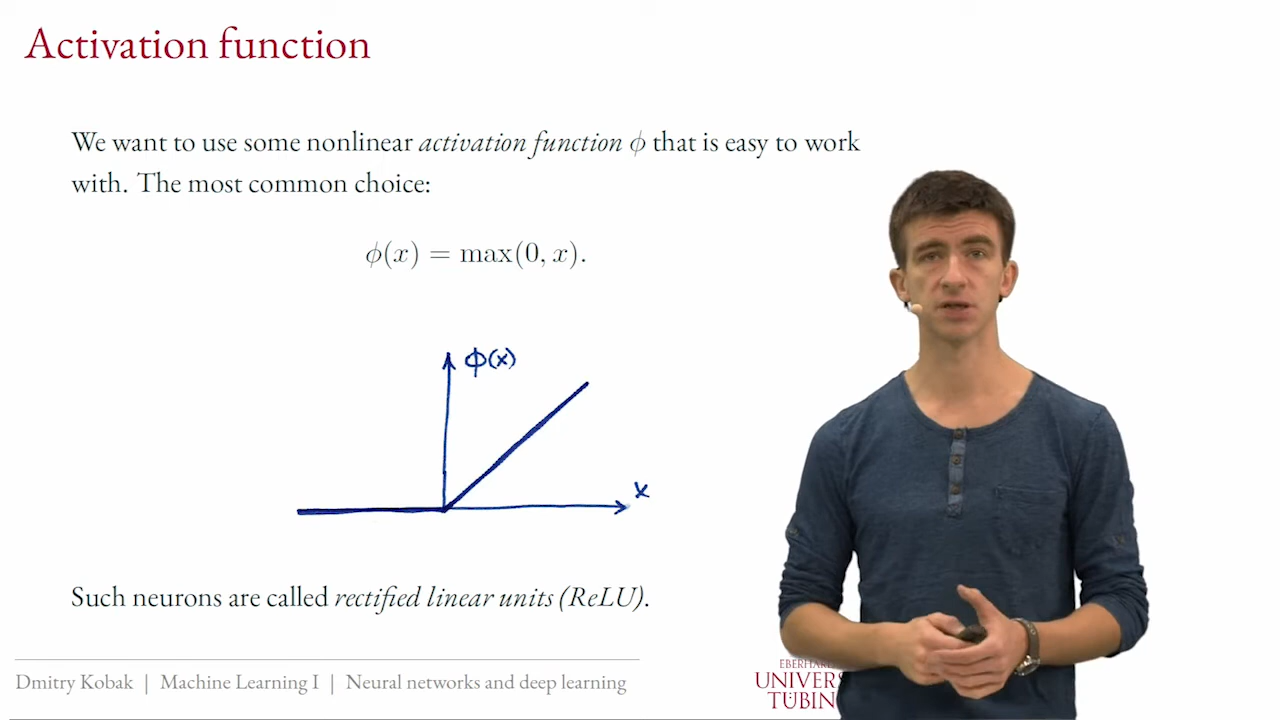 Activation function
We want to use some nonlinear activation function ϕ that is easy to work
with. The most common choice:
ϕ(x) = max(0, x).
ϕ(x)
x
Such neurons are called rectified linear units (ReLU).
Dmitry Kobak | Machine Learning I | Neural networks and deep learning